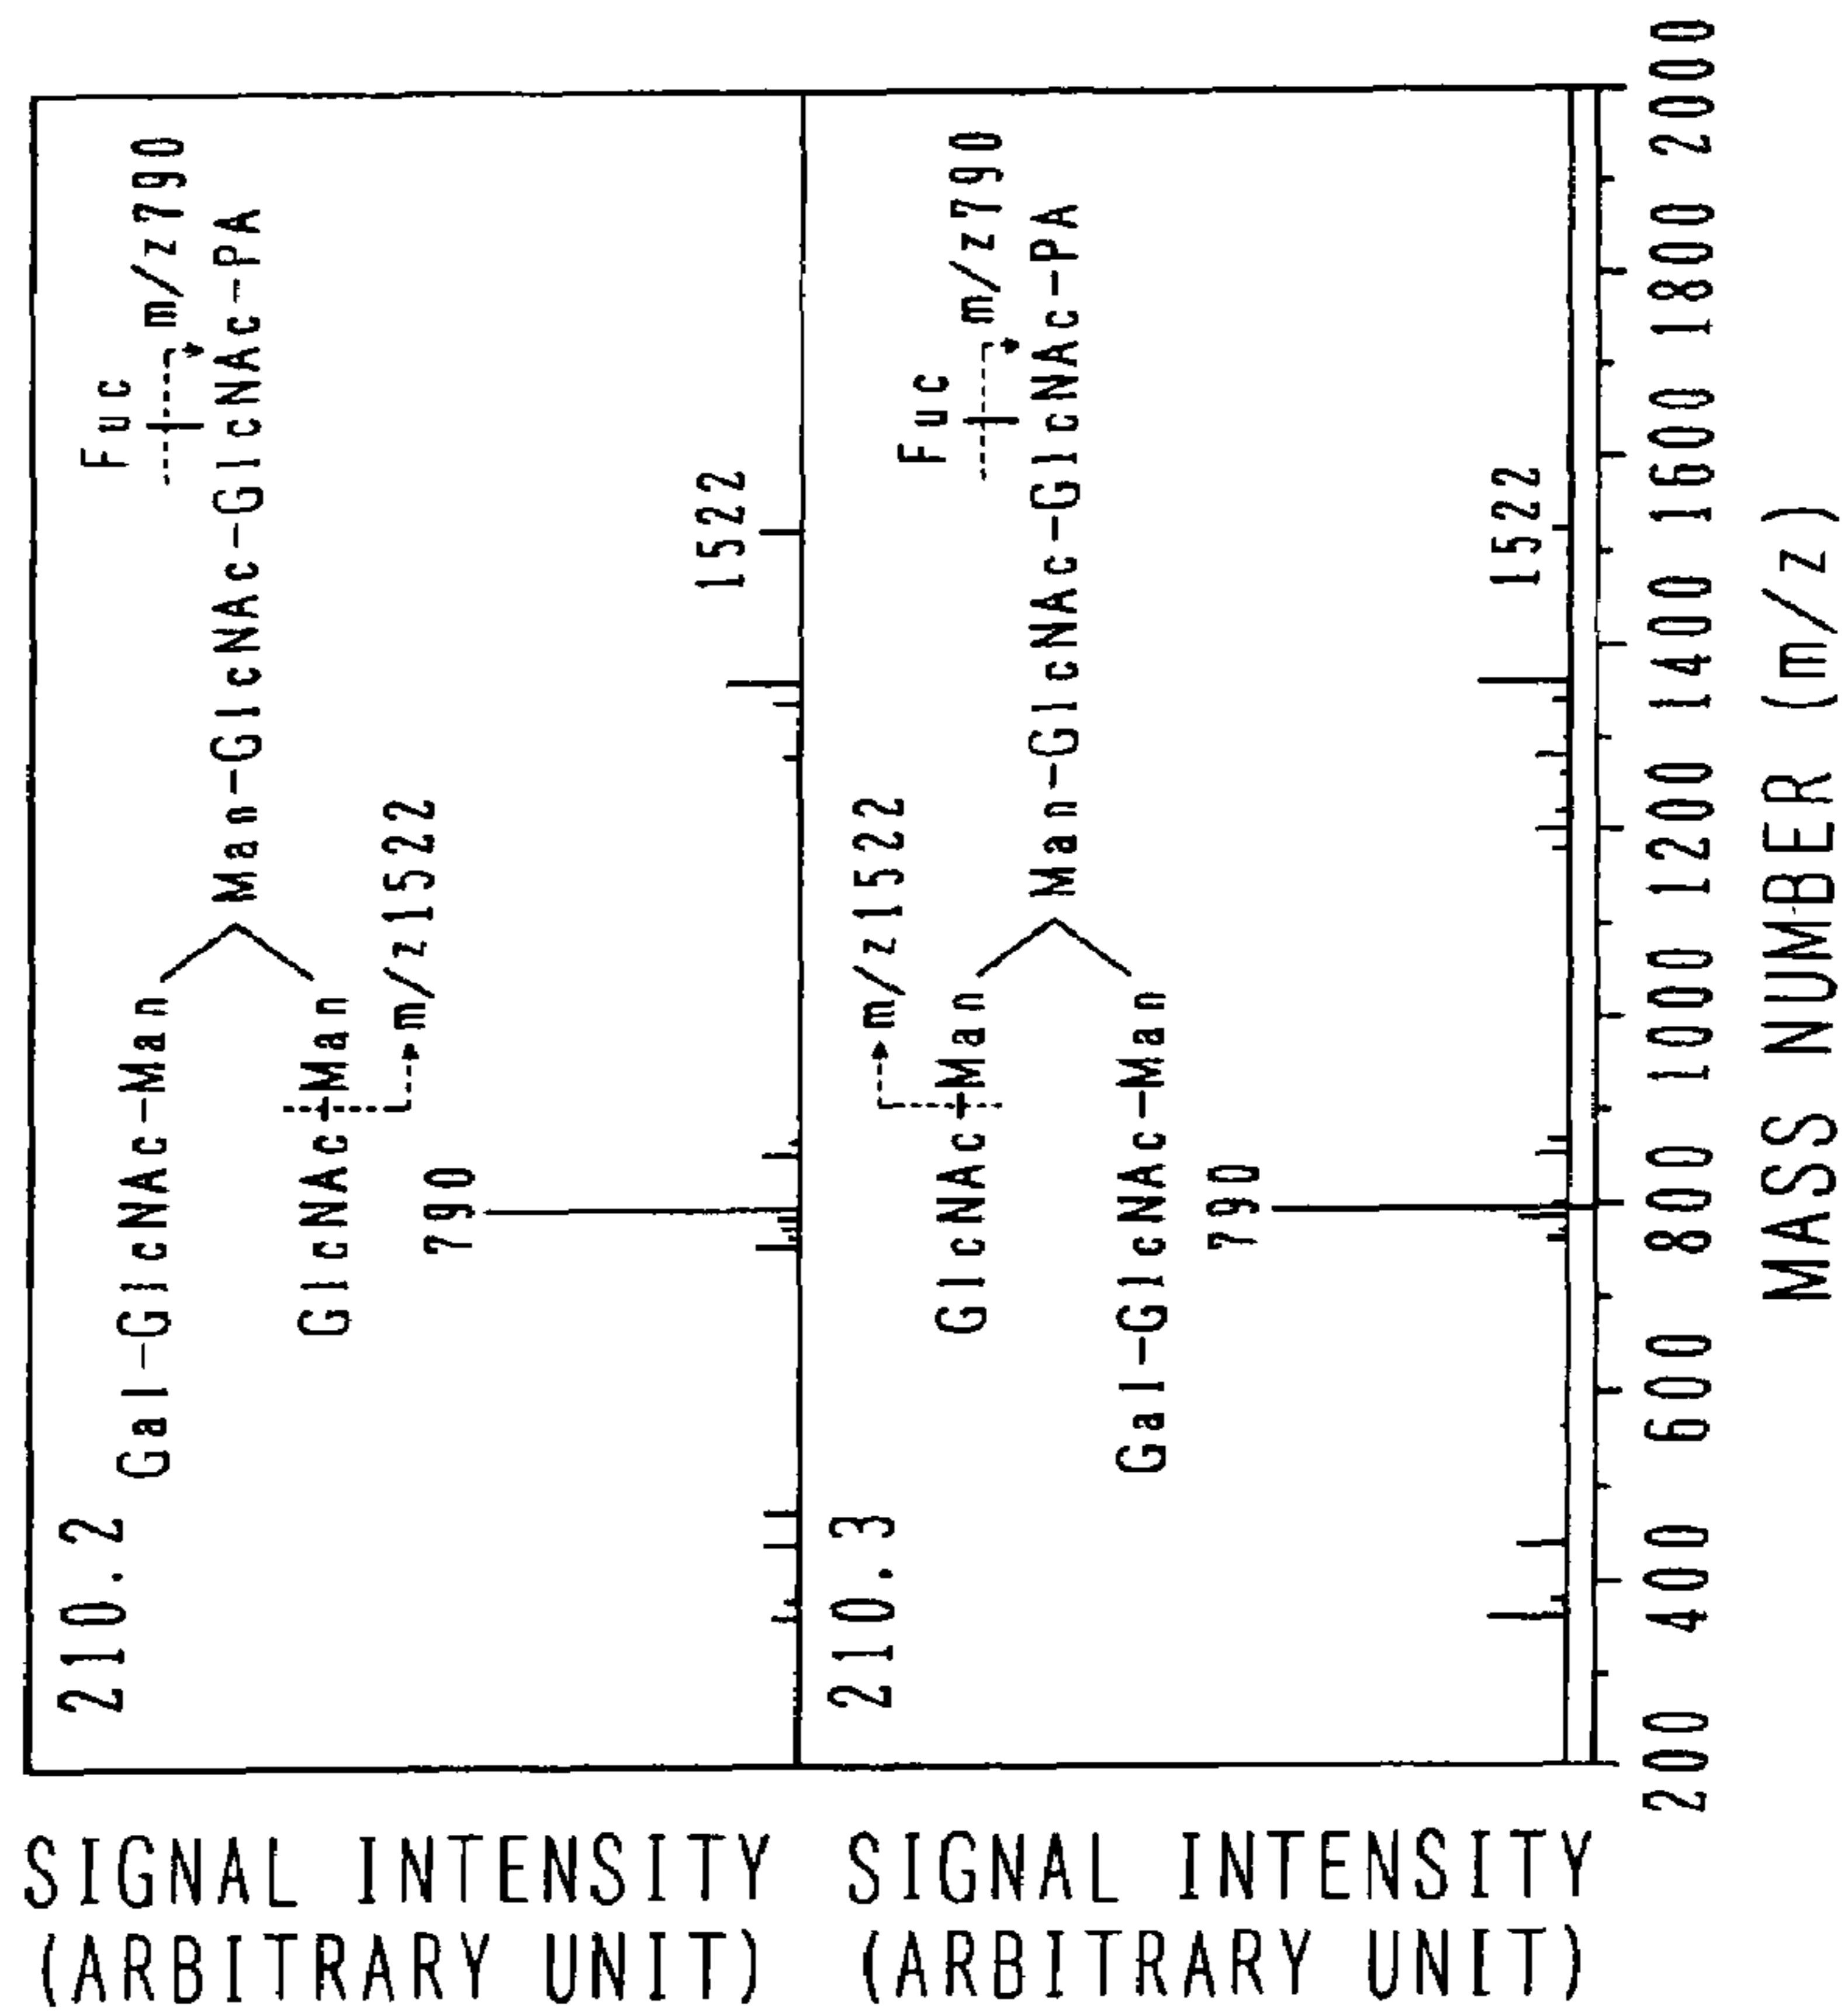 SIGNAL INTENSITY
(ARBITRARY UNIT)
210.2
Fuc
m/z790
Gal-GlcNAc-Man
Man-GlcNAc-GlcNAc-PA
GlcNAc-Man
m/z1522
790
1522
SIGNAL INTENSITY
(ARBITRARY UNIT)
210.3
Fuc
m/z790
m/z1522
GlcNAc-Man
Man-GlcNAc-GlcNAc-PA
Gal-GlcNAc-Man
790
1522
200 400 600 800 1000 1200 1400 1600 1800 2000
MASS NUMBER (m/z)